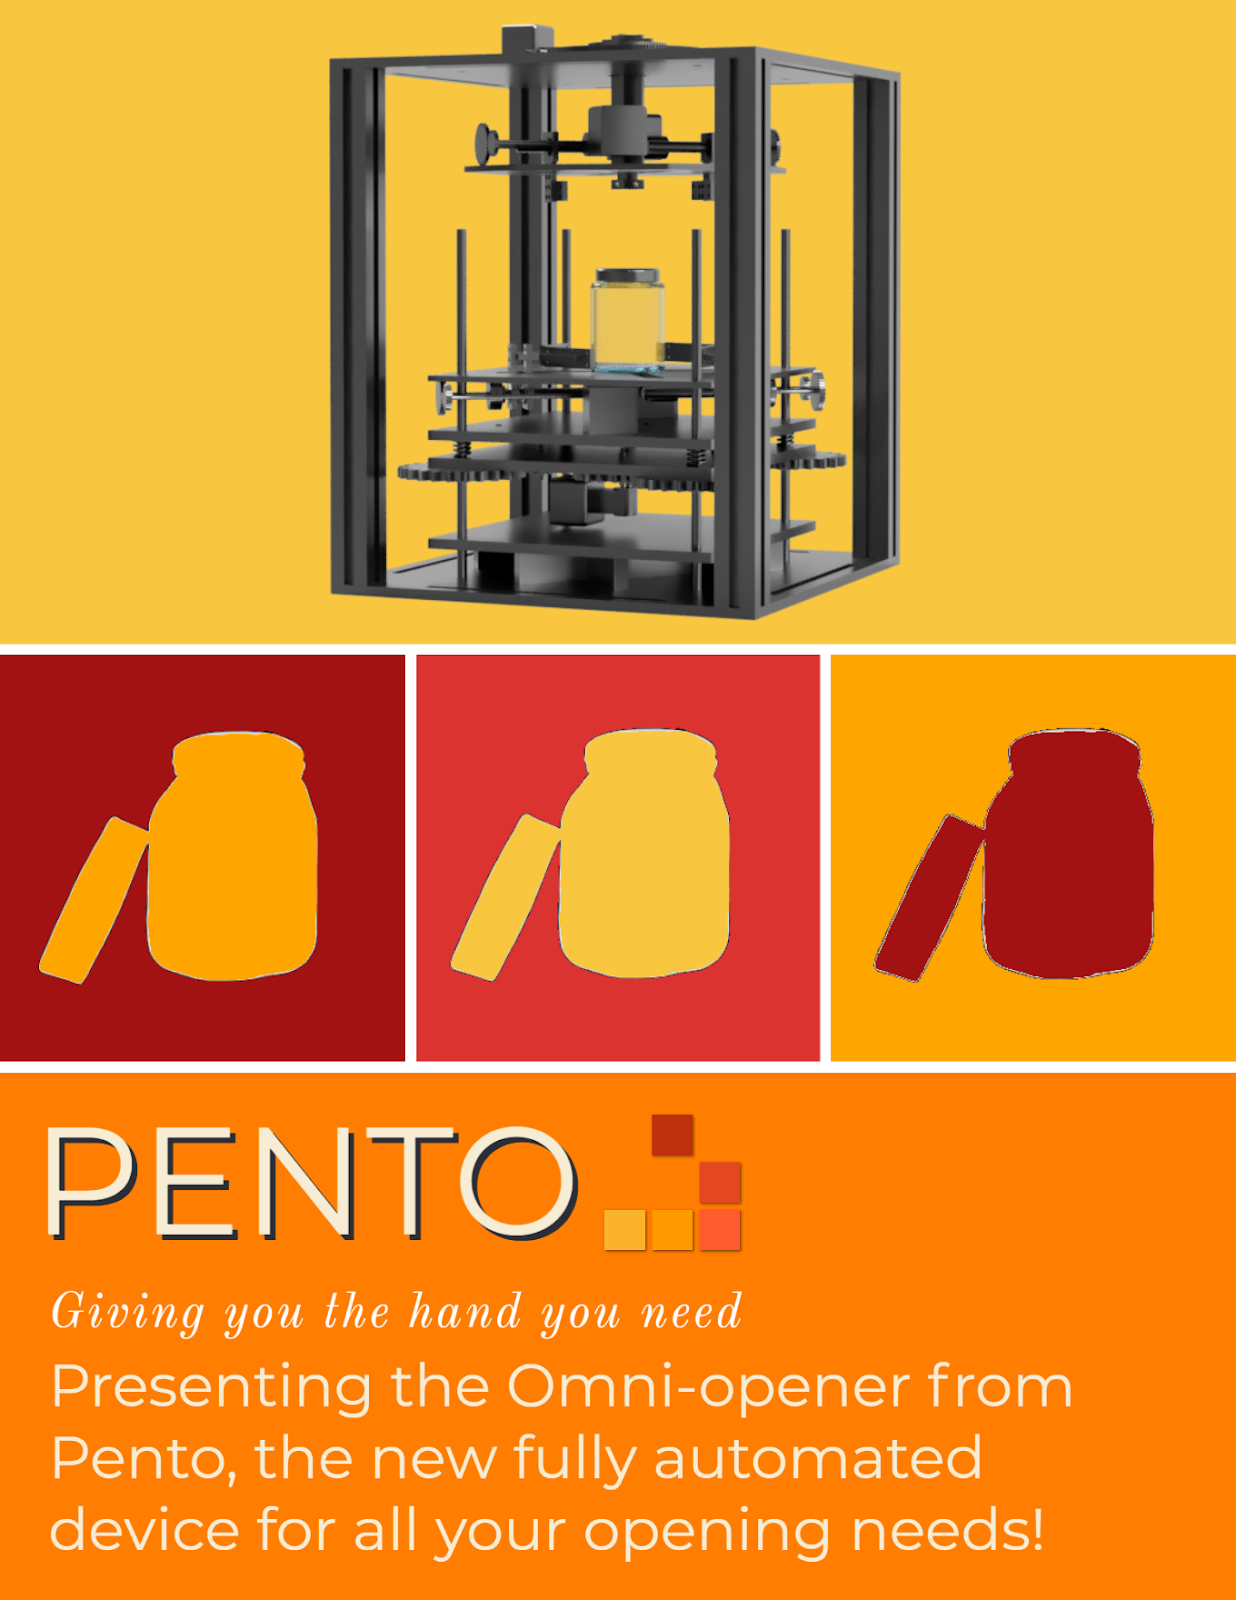 PENTO
Giving you the hand you need
Presenting the Omni-opener from
Pento, the new fully automated
device for all your opening needs!